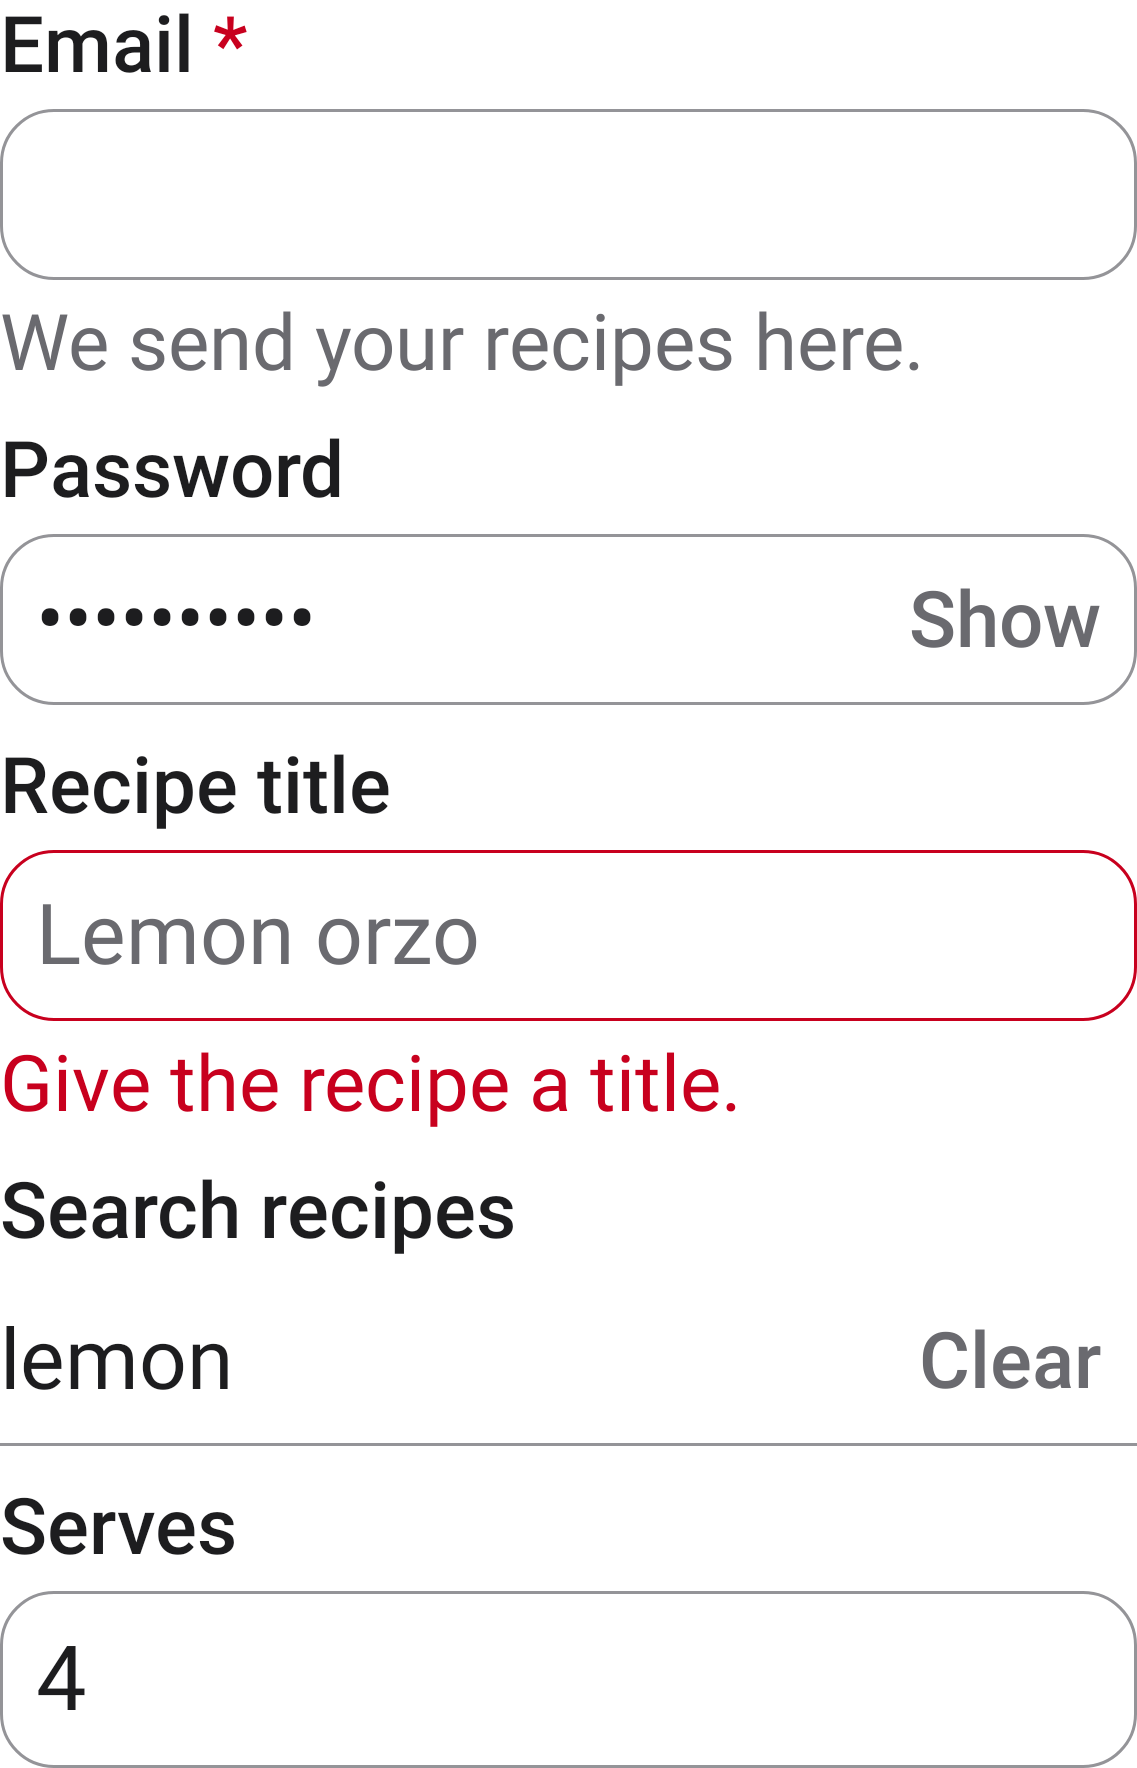 Email *
We send your recipes here.
Password
•••••••••• Show
Recipe title
Lemon orzo
Give the recipe a title.
Search recipes
lemon Clear
Serves
4